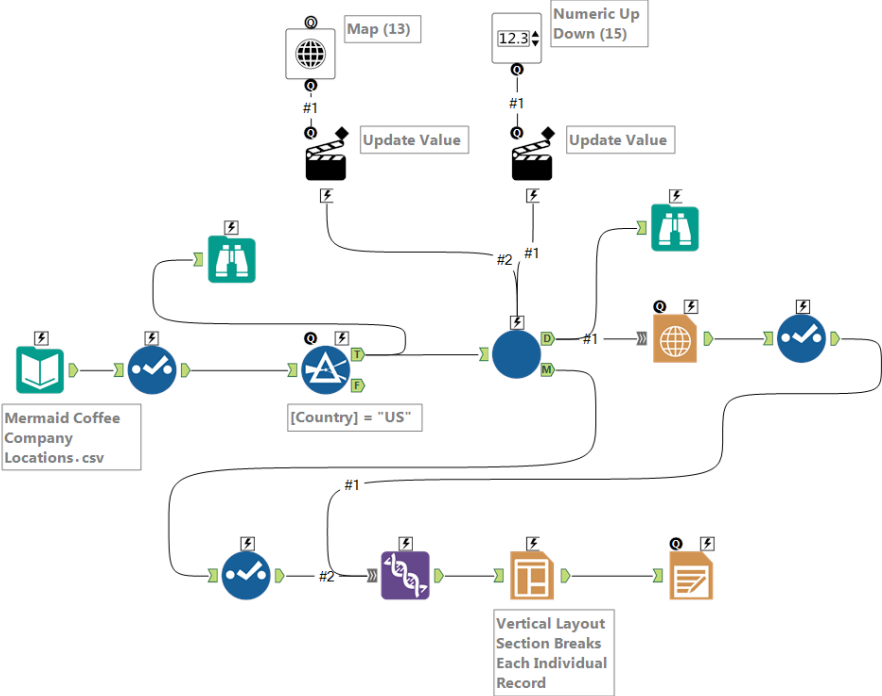 Q
Map (13)
Q
#1
Q
Update Value
12.3
Numeric Up
Down (15)
Q
#1
Q
Update Value
#2
#1
Mermaid Coffee
Company
Locations.csv
Q
T
F
[Country] = "US"
D
M
#1
Q
#1
#2
Q
Vertical Layout
Section Breaks
Each Individual
Record